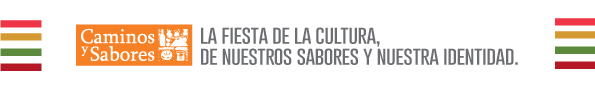 Caminos
y Sabores
LA FIESTA DE LA CULTURA,
DE NUESTROS SABORES Y NUESTRA IDENTIDAD.